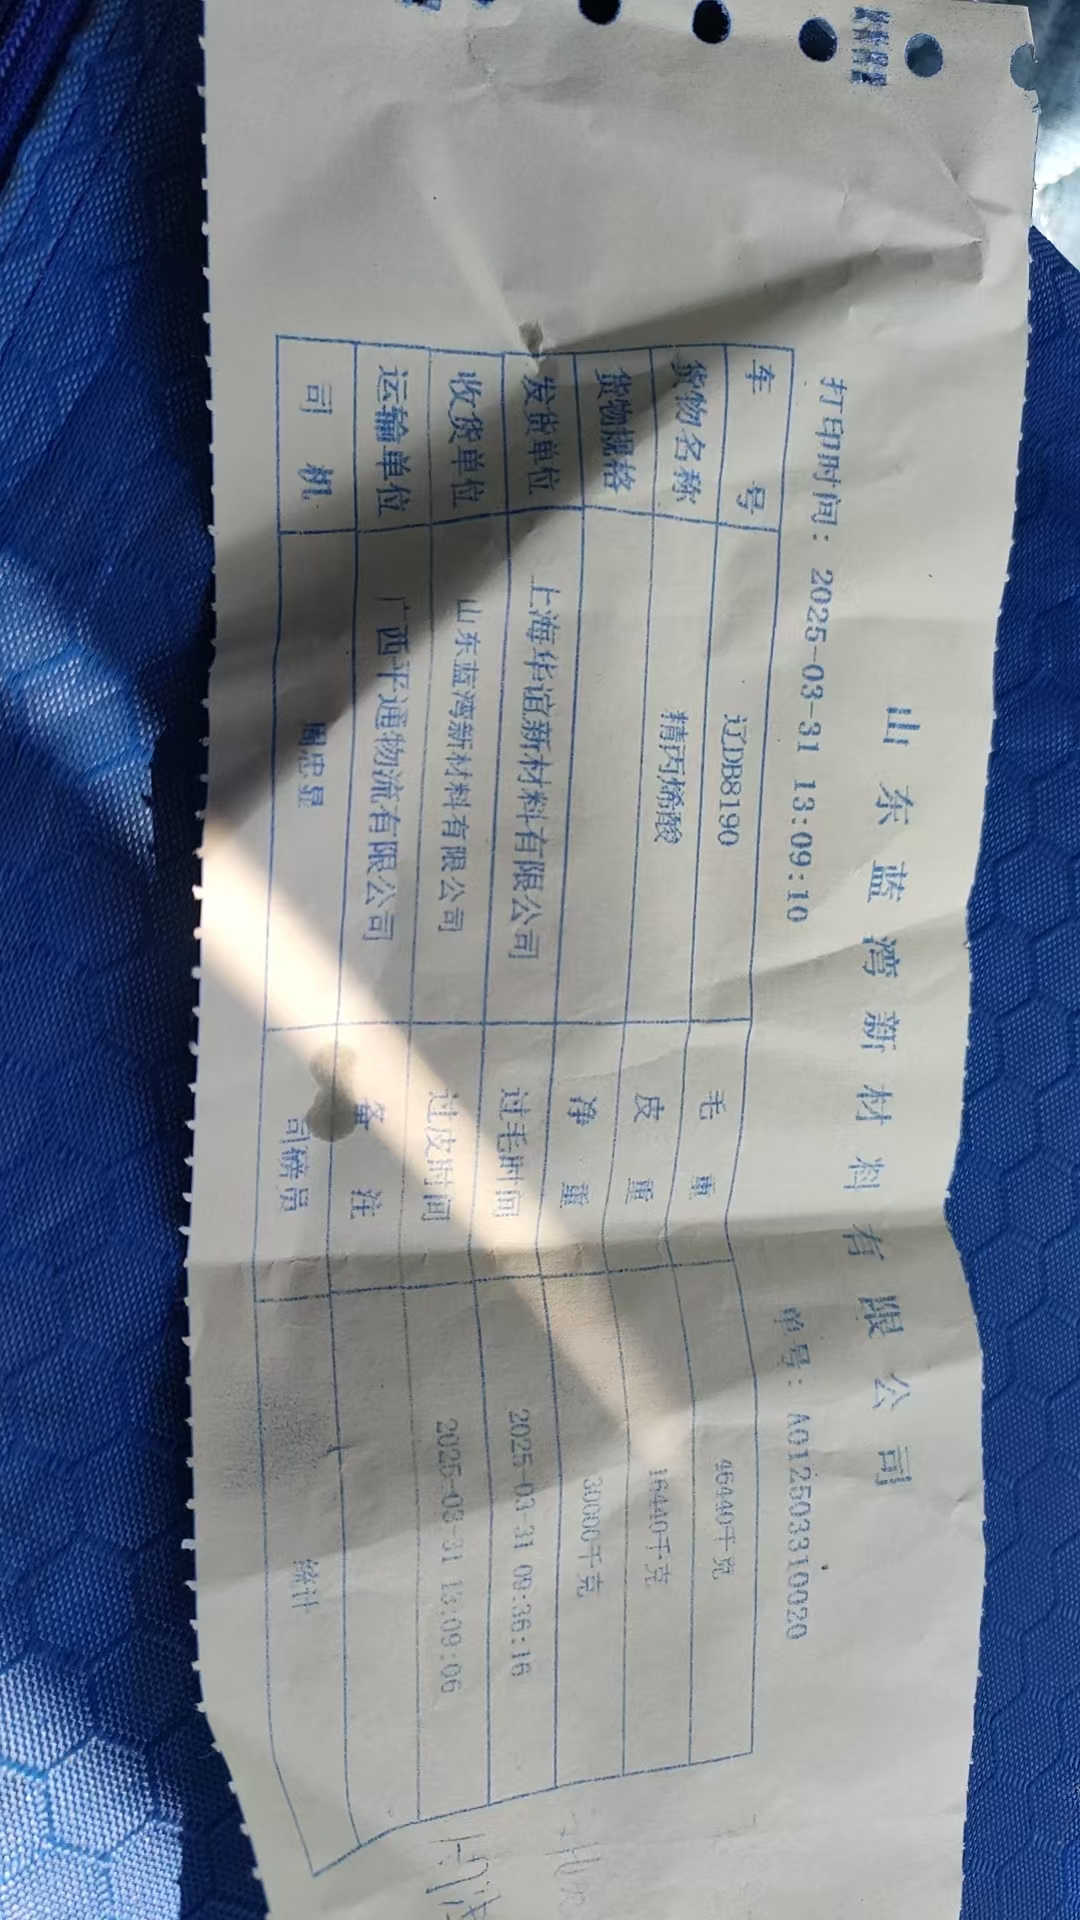 山东蓝湾新材料有限公司
打印时间：2025-03-31 13:09:10 单号：A012503310020
车号 辽DB8190 毛重 46440千克
货物名称 精丙烯酸 皮重 16440千克
货物规格 净重 30000千克
发货单位 上海华谊新材料有限公司 过毛时间 2025-03-31 09:36:16
收货单位 山东蓝湾新材料有限公司 过皮时间 2025-03-31 13:09:06
运输单位 广西平通物流有限公司 备注
司机 周忠显 司磅员 统计